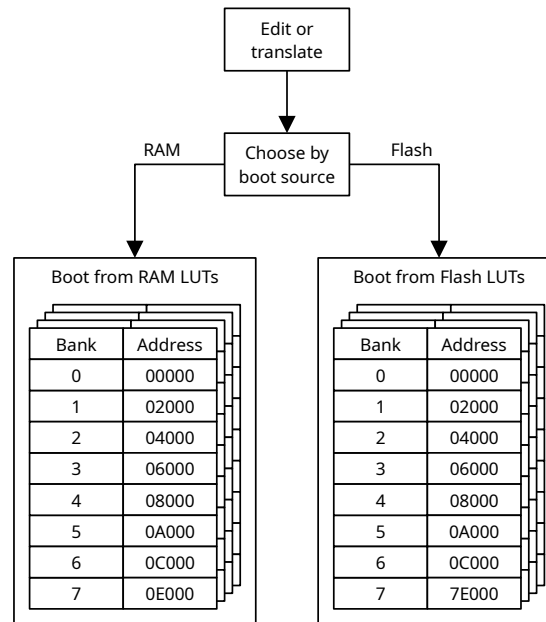 Edit or
translate
RAM
Choose by
boot source
Flash
Boot from RAM LUTs
Bank Address
0 00000
1 02000
2 04000
3 06000
4 08000
5 0A000
6 0C000
7 0E000
Boot from Flash LUTs
Bank Address
0 00000
1 02000
2 04000
3 06000
4 08000
5 0A000
6 0C000
7 7E000